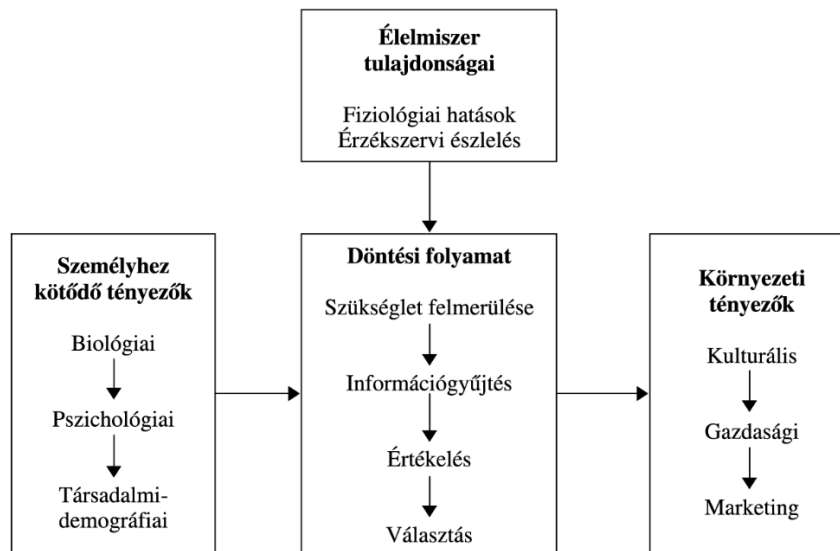 Élelmiszer
tulajdonságai
Fiziológiai hatások
Érzékszervi észlelés
Személyhez
kötődő tényezők
Biológiai
Pszichológiai
Társadalmi-
demográfiai
Döntési folyamat
Szükséglet felmerülése
Információgyűjtés
Értékelés
Választás
Környezeti
tényezők
Kulturális
Gazdasági
Marketing